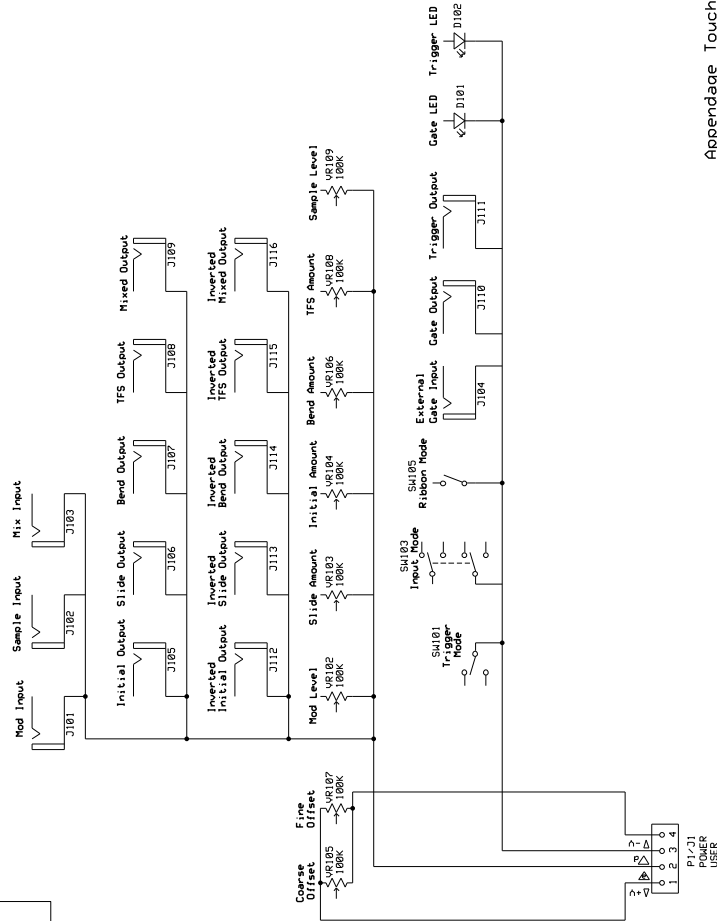 Mod Input
J101
Sample Input
J102
Mix Input
J103
Initial Output
J105
Slide Output
J106
Bend Output
J107
TFS Output
J108
Mixed Output
J109
Inverted
Initial Output
J112
Inverted
Slide Output
J113
Inverted
Bend Output
J114
Inverted
TFS Output
J115
Inverted
Mixed Output
J116
Coarse
Offset
VR105
100K
Fine
Offset
VR107
100K
Mod Level
VR102
100K
Slide Amount
VR103
100K
Initial Amount
VR104
100K
Bend Amount
VR106
100K
TFS Amount
VR108
100K
Sample Level
VR109
100K
SW101
Trigger
Mode
SW103
Input Mode
SW105
Ribbon Mode
External
Gate Input
J104
Gate Output
J110
Trigger Output
J111
Gate LED
D101
Trigger LED
D102
V+
P
V-
1
2
3
4
P1/J1
POWER
USER
Appendage Touch